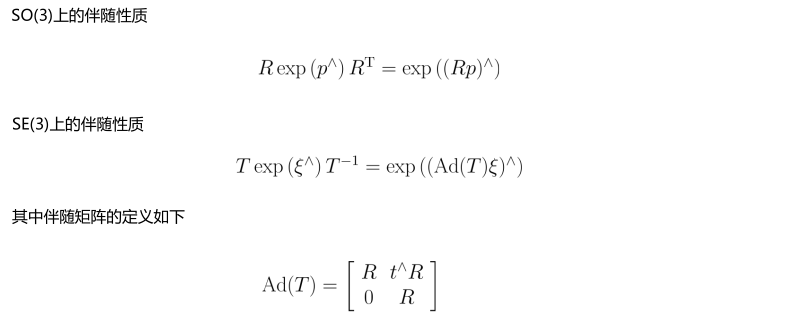 SO(3)上的伴随性质
R exp (p^∧) R^T = exp ((Rp)^∧)
SE(3)上的伴随性质
T exp (ξ^∧) T^{-1} = exp ((Ad(T)ξ)^∧)
其中伴随矩阵的定义如下
Ad(T) = [ R t^∧R
0 R ]